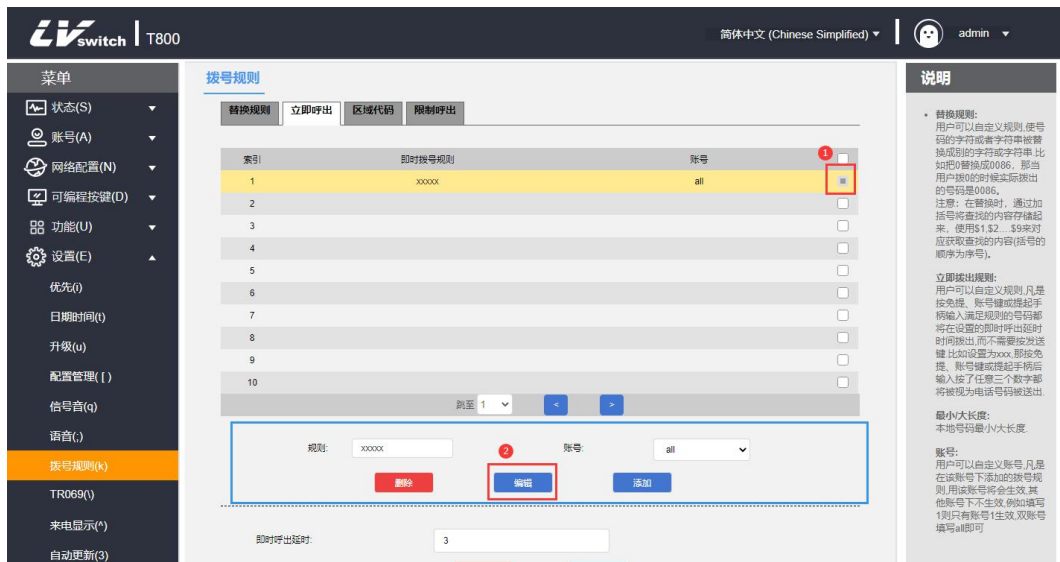 LVswitch T800
简体中文 (Chinese Simplified)
admin
菜单
状态(S)
账号(A)
网络配置(N)
可编程按键(D)
功能(U)
设置(E)
优先(i)
日期时间(t)
升级(u)
配置管理([)
信号音(q)
语音(;)
拨号规则(k)
TR069(\)
来电显示(^)
自动更新(3)
拨号规则
替换规则 立即呼出 区域代码 限制呼出
索引 即时拨号规则 账号 1
1 xxxxx all
2
3
4
5
6
7
8
9
10
跳至 1 < >
规则: xxxxx 账号: all
2
删除 编辑 添加
即时呼出延时: 3
说明
替换规则:
用户可以自定义规则,使号
码的字符或者字符串被替
换成别的字符或字符串.比
如把0替换成0086，那当
用户拨0的时候实际拨出
的号码是0086。
注意：在替换时，通过加
括号将查找的内容存储起
来，使用$1,$2....$9来对
应获取查找的内容(括号的
顺序为序号)。
立即拨出规则:
用户可以自定义规则,凡是
按免提、账号键或提起手
柄输入满足规则的号码都
将在设置的即时呼出延时
时间拨出,而不需要按发送
键.比如设置为xxx,那按免
提、账号键或提起手柄后
输入按了任意三个数字都
将被视为电话号码被送出.
最小/大长度:
本地号码最小/大长度.
账号:
用户可以自定义账号,凡是
在该账号下添加的拨号规
则,用该账号将会生效,其
他账号下不生效,例如填写
1则只有账号1生效,双账号
填写all即可